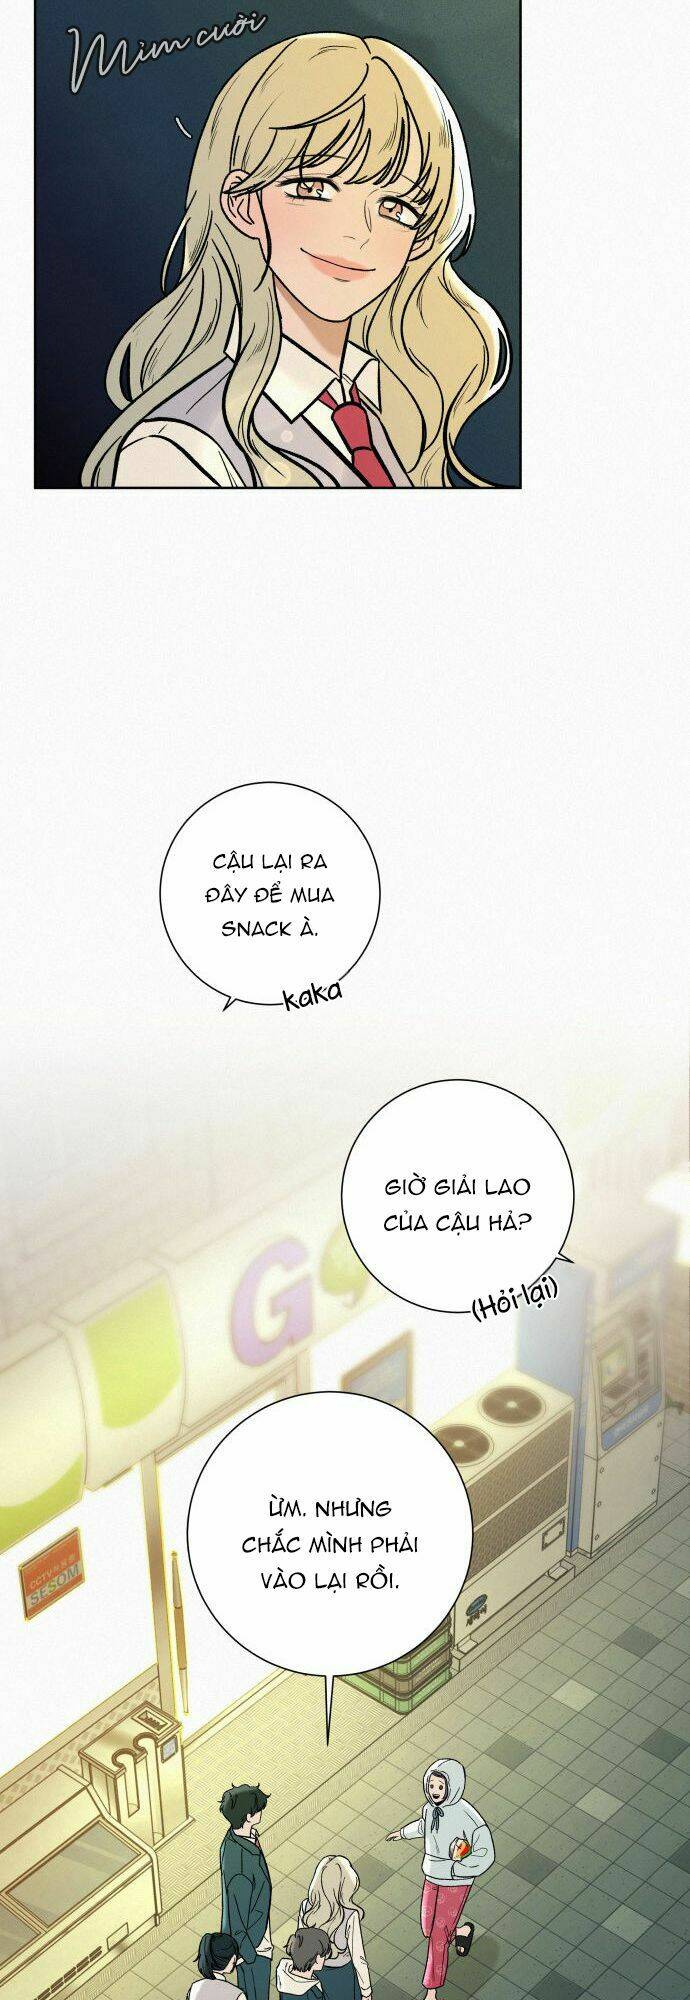 Mỉm cười
CẬU LẠI RA
ĐÂY ĐỂ MUA
SNACK À.
kaka
GIỜ GIẢI LAO
CỦA CẬU HẢ?
(Hỏi lại)
G
ỪM. NHƯNG
CHẮC MÌNH PHẢI
VÀO LẠI RỒI.
SESOM